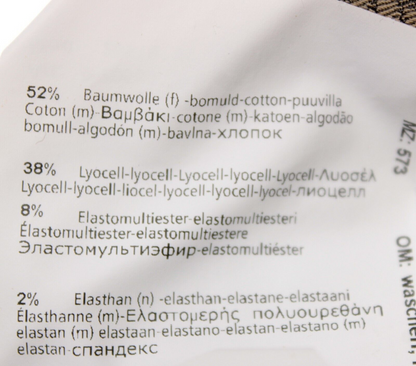 52% Baumwolle (f) -bomuld-cotton-puuvilla
Coton (m)-Βαμβάκι-cotone (m)-katoen-algodão
bomull-algodón (m)-bavlna-хлопок
38% Lyocell-lyocell-Lyocell-lyocell-Lyocell-Λυοσέλ
Lyocell-lyocell-liocel-lyocell-lyocell-lyocel-лиоцелл
8% Elastomultiester-elastomultiesteri
Élastomultiester-elastomultiestere
Эластомультиэфир-elastomultiéster
2% Elasthan (n) -elasthan-elastane-elastaani
Élasthanne (m)-Ελαστομερής πολυουρεθάνη
elastan (m) elastaan-elastano-elastan-elastano (m)
elastan-спандекс
MZ: 573
OM: waschen,